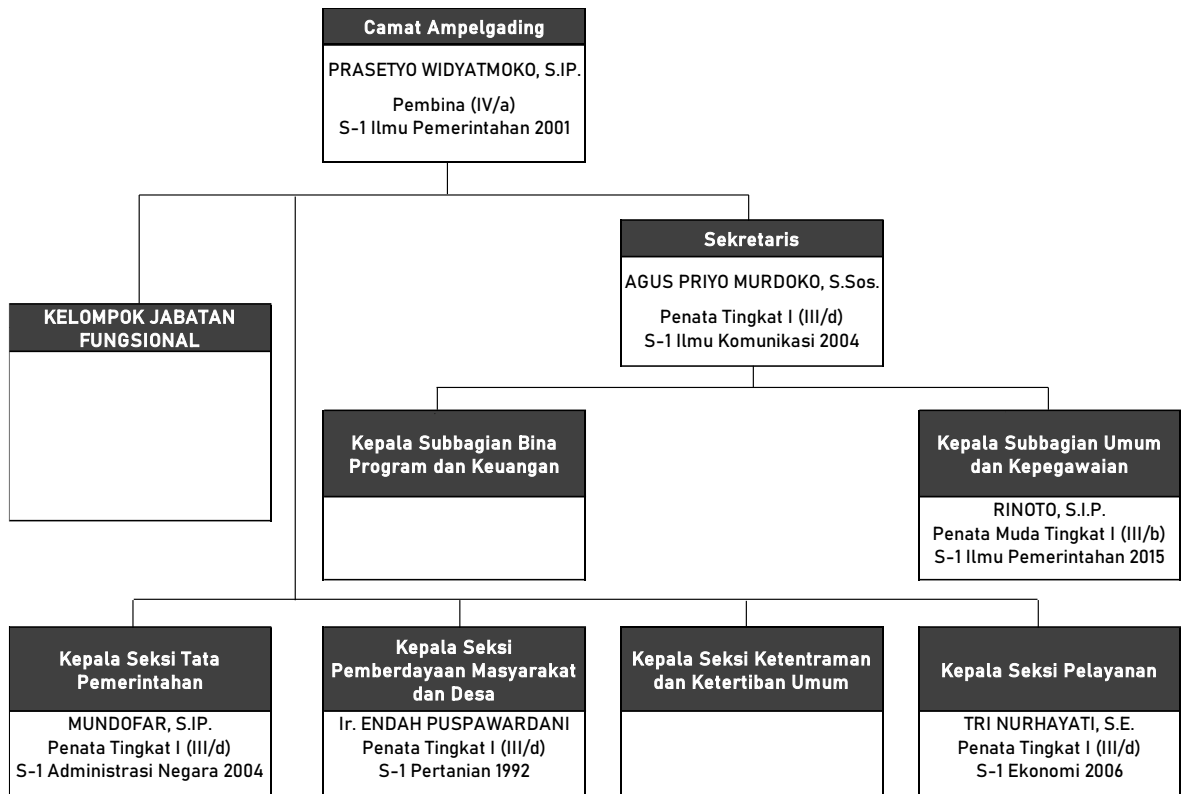 Camat Ampelgading
PRASETYO WIDYATMOKO, S.IP.
Pembina (IV/a)
S-1 Ilmu Pemerintahan 2001
Sekretaris
AGUS PRIYO MURDOKO, S.Sos.
Penata Tingkat I (III/d)
S-1 Ilmu Komunikasi 2004
KELOMPOK JABATAN
FUNGSIONAL
Kepala Subbagian Bina
Program dan Keuangan
Kepala Subbagian Umum
dan Kepegawaian
RINOTO, S.I.P.
Penata Muda Tingkat I (III/b)
S-1 Ilmu Pemerintahan 2015
Kepala Seksi Tata
Pemerintahan
MUNDOFAR, S.IP.
Penata Tingkat I (III/d)
S-1 Administrasi Negara 2004
Kepala Seksi
Pemberdayaan Masyarakat
dan Desa
Ir. ENDAH PUSPAWARDANI
Penata Tingkat I (III/d)
S-1 Pertanian 1992
Kepala Seksi Ketentraman
dan Ketertiban Umum
Kepala Seksi Pelayanan
TRI NURHAYATI, S.E.
Penata Tingkat I (III/d)
S-1 Ekonomi 2006